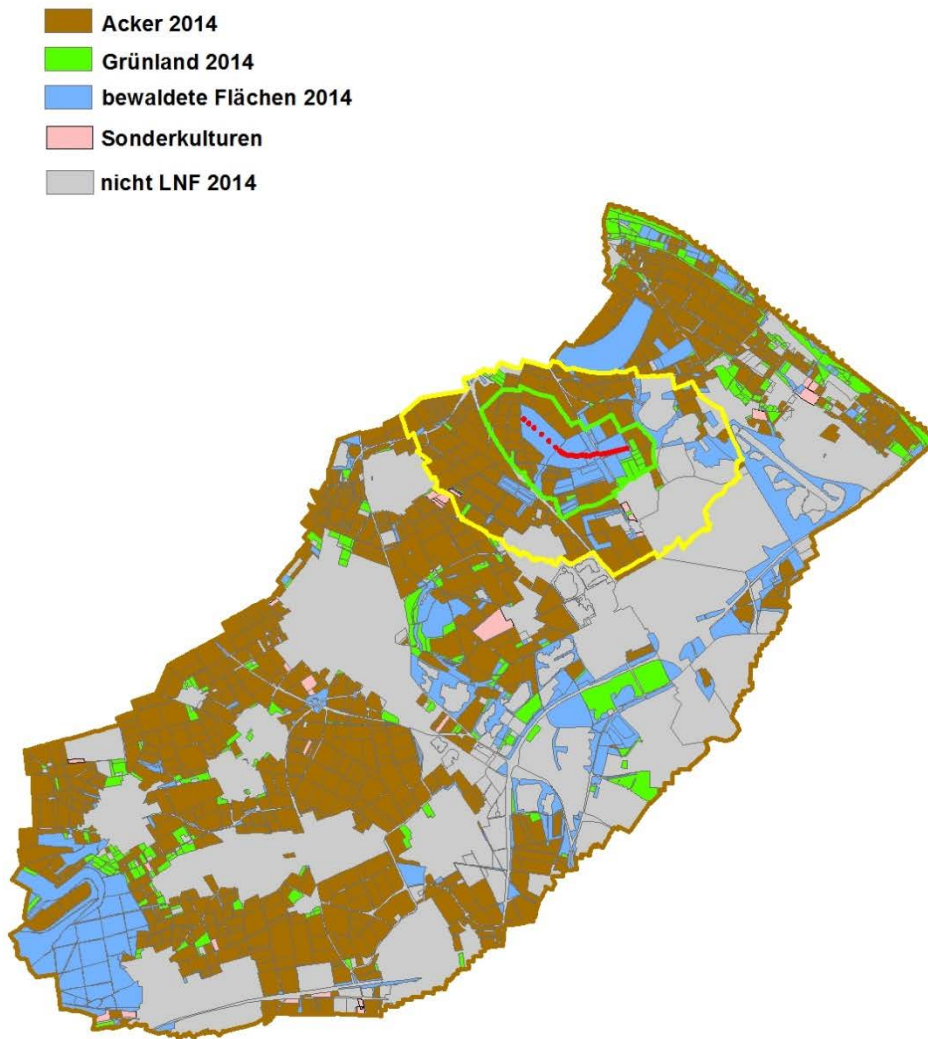 Acker 2014
Grünland 2014
bewaldete Flächen 2014
Sonderkulturen
nicht LNF 2014